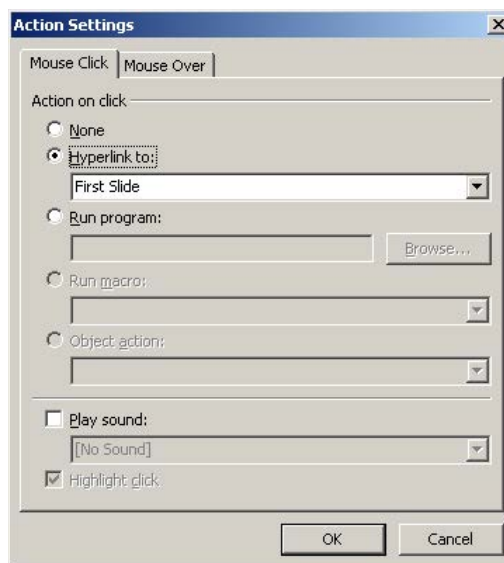 Action Settings
Mouse Click Mouse Over
Action on click
None
Hyperlink to:
First Slide
Run program:
Browse...
Run macro:
Object action:
Play sound:
[No Sound]
Highlight click
OK Cancel